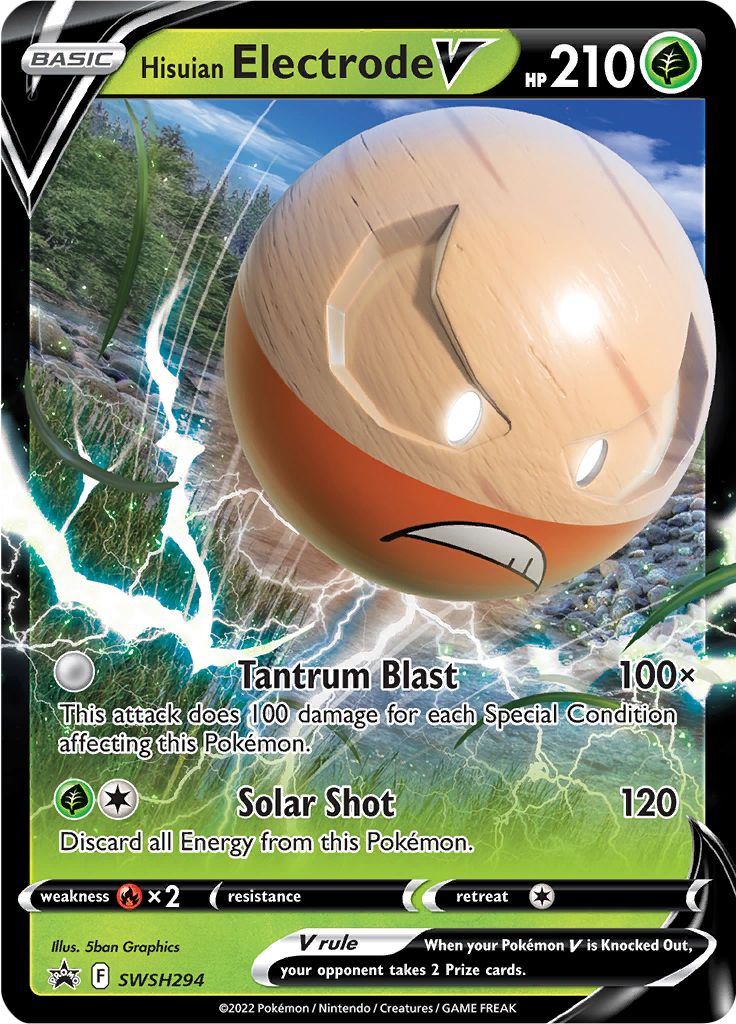 BASIC
Hisuian Electrode V HP 210
Tantrum Blast 100×
This attack does 100 damage for each Special Condition
affecting this Pokémon.
Solar Shot 120
Discard all Energy from this Pokémon.
weakness ×2 resistance retreat
Illus. 5ban Graphics
V rule When your Pokémon V is Knocked Out,
your opponent takes 2 Prize cards.
PROMO F SWSH294
©2022 Pokémon / Nintendo / Creatures / GAME FREAK